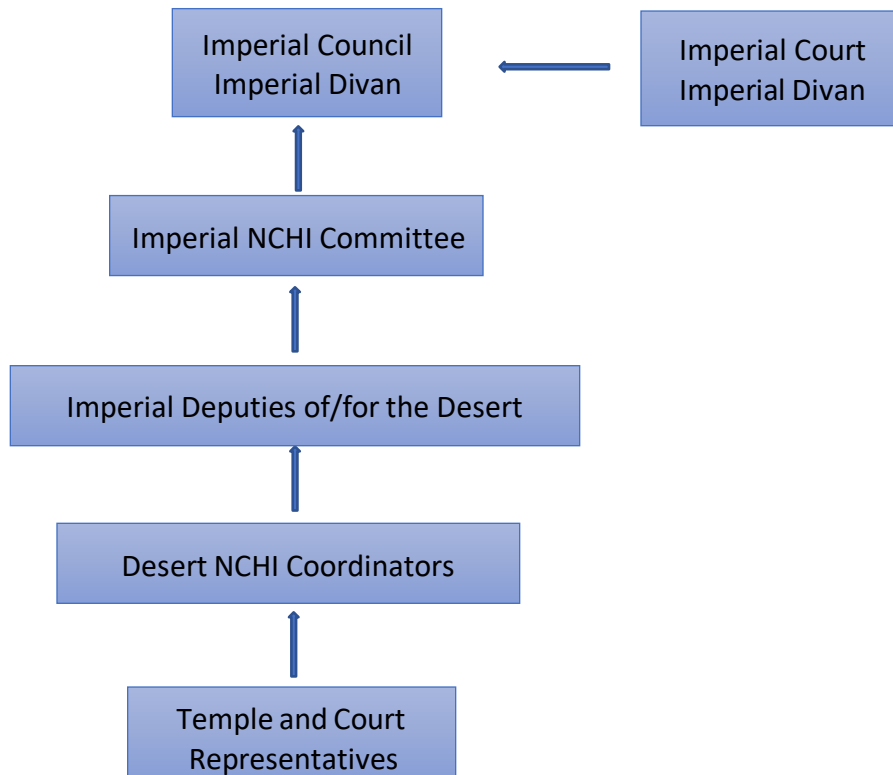 Imperial Council
Imperial Divan
Imperial Court
Imperial Divan
Imperial NCHI Committee
Imperial Deputies of/for the Desert
Desert NCHI Coordinators
Temple and Court
Representatives